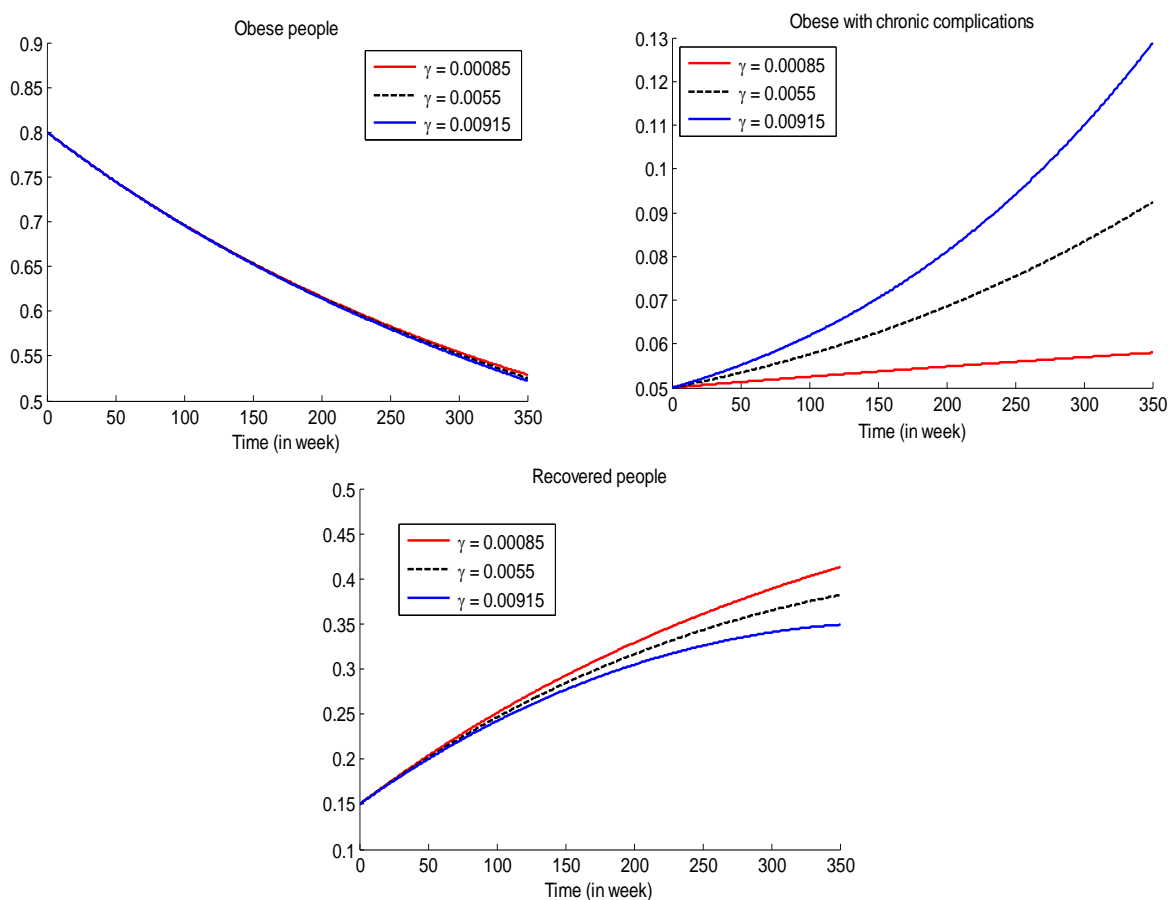 Obese people
γ = 0.00085
γ = 0.0055
γ = 0.00915
0.9
0.85
0.8
0.75
0.7
0.65
0.6
0.55
0.5
0 50 100 150 200 250 300 350
Time (in week)
Obese with chronic complications
γ = 0.00085
γ = 0.0055
γ = 0.00915
0.13
0.12
0.11
0.1
0.09
0.08
0.07
0.06
0.05
0 50 100 150 200 250 300 350
Time (in week)
Recovered people
γ = 0.00085
γ = 0.0055
γ = 0.00915
0.5
0.45
0.4
0.35
0.3
0.25
0.2
0.15
0.1
0 50 100 150 200 250 300 350
Time (in week)